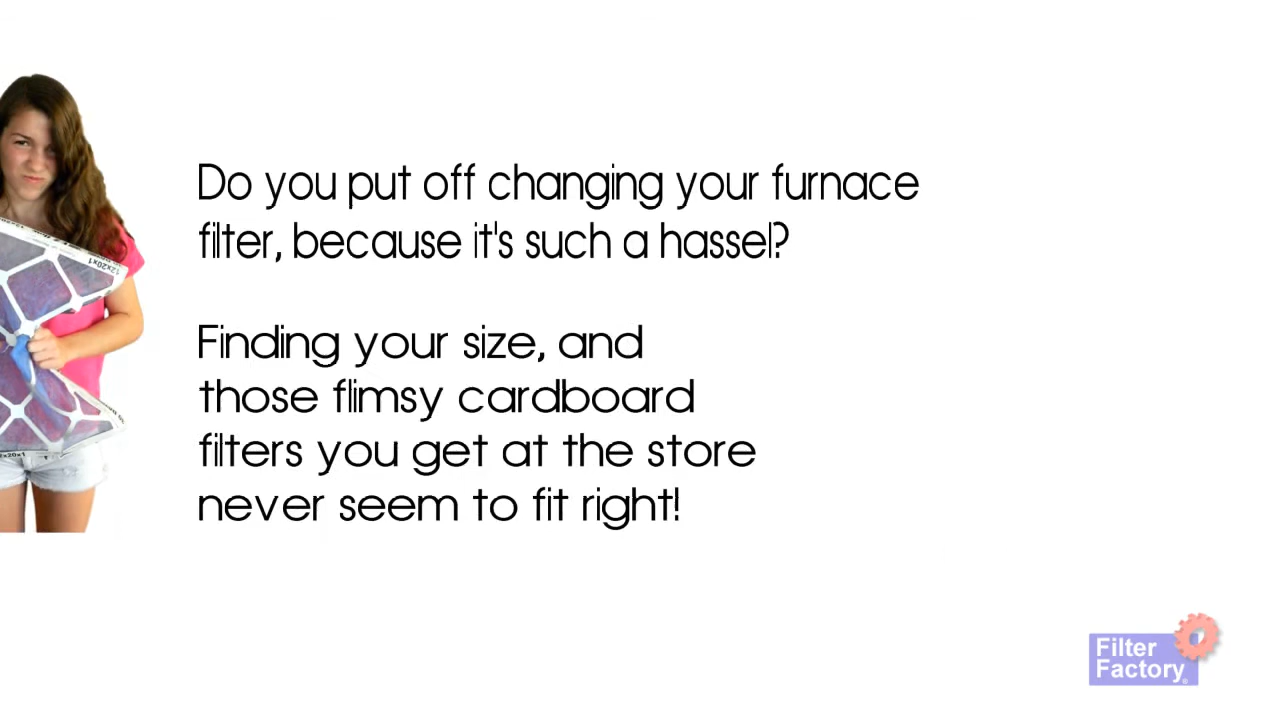 Do you put off changing your furnace
filter, because it's such a hassel?
Finding your size, and
those flimsy cardboard
filters you get at the store
never seem to fit right!
12x20x1
Filter
Factory